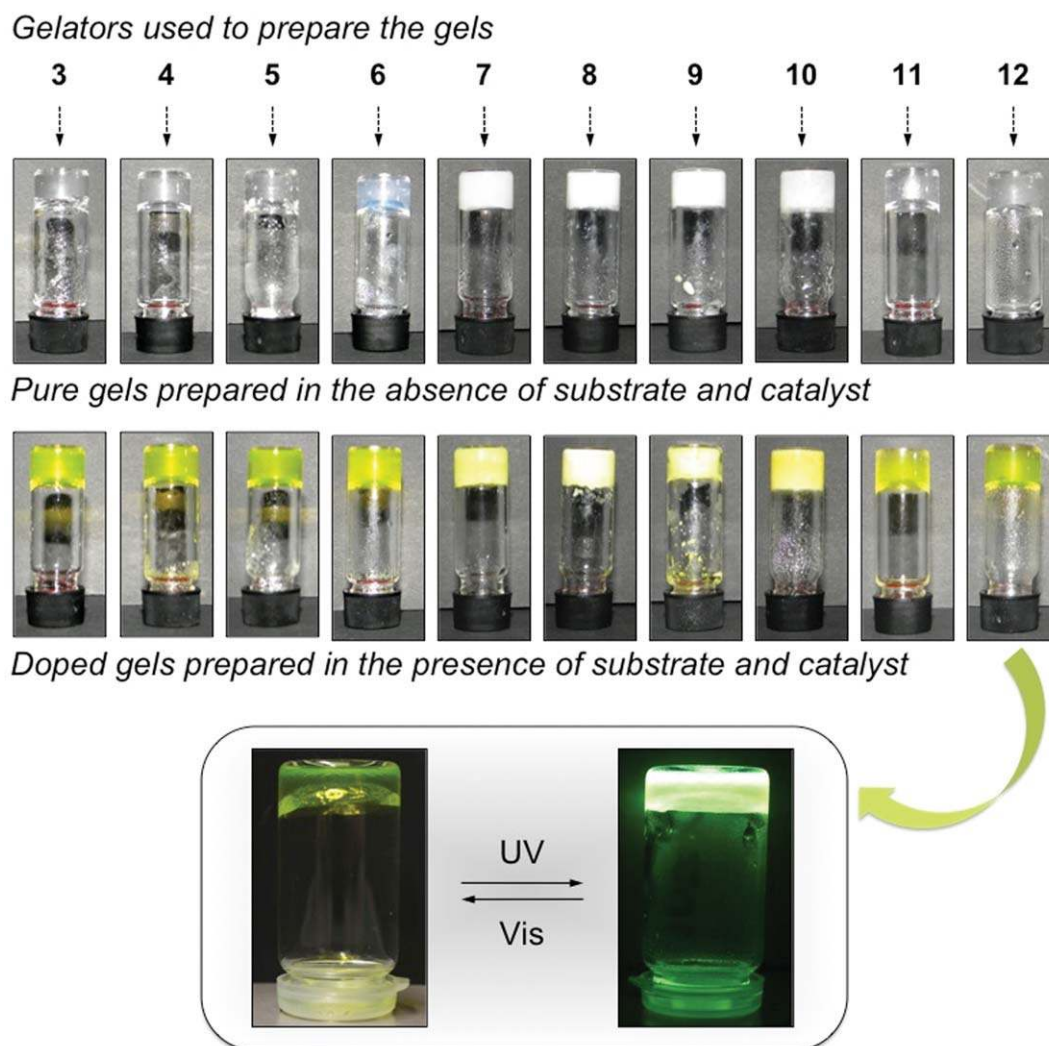 Gelators used to prepare the gels
3 4 5 6 7 8 9 10 11 12
Pure gels prepared in the absence of substrate and catalyst
Doped gels prepared in the presence of substrate and catalyst
UV
Vis